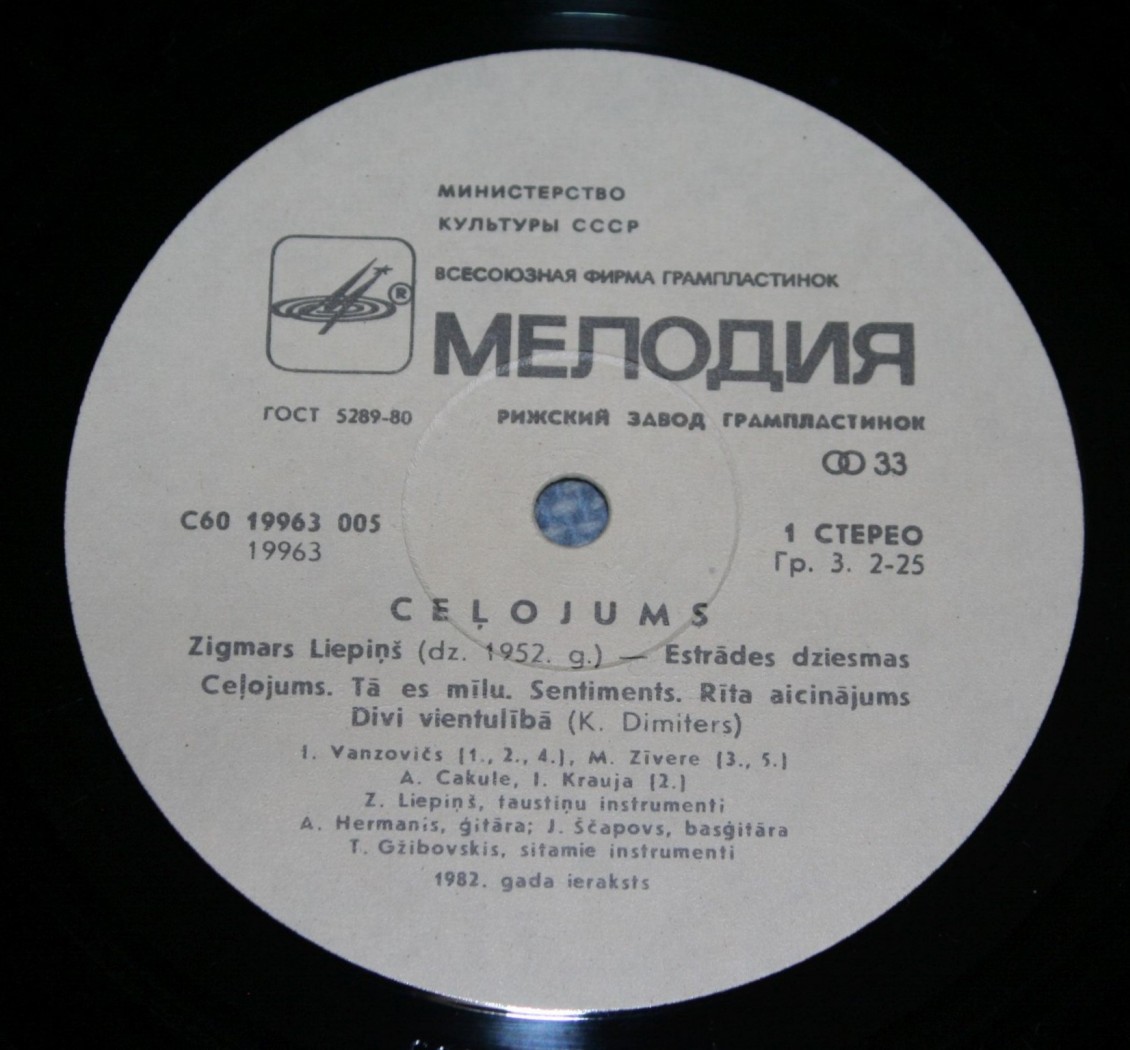 МИНИСТЕРСТВО
КУЛЬТУРЫ СССР
ВСЕСОЮЗНАЯ ФИРМА ГРАМПЛАСТИНОК
®
МЕЛОДИЯ
ГОСТ 5289-80
РИЖСКИЙ ЗАВОД ГРАМПЛАСТИНОК
33
С60 19963 005
19963
1 СТЕРЕО
Гр. 3. 2-25
CEĻOJUMS
Zigmars Liepiņš (dz. 1952. g.) — Estrādes dziesmas
Ceļojums. Tā es mīlu. Sentiments. Rīta aicinājums
Divi vientulībā (K. Dimiters)
I. Vanzovičs (1., 2., 4.), M. Zīvere (3., 5.)
A. Cakule, I. Krauja (2.)
Z. Liepiņš, taustiņu instrumenti
A. Hermanis, ģitāra; J. Ščapovs, basģitāra
T. Gžibovskis, sitamie instrumenti
1982. gada ieraksts